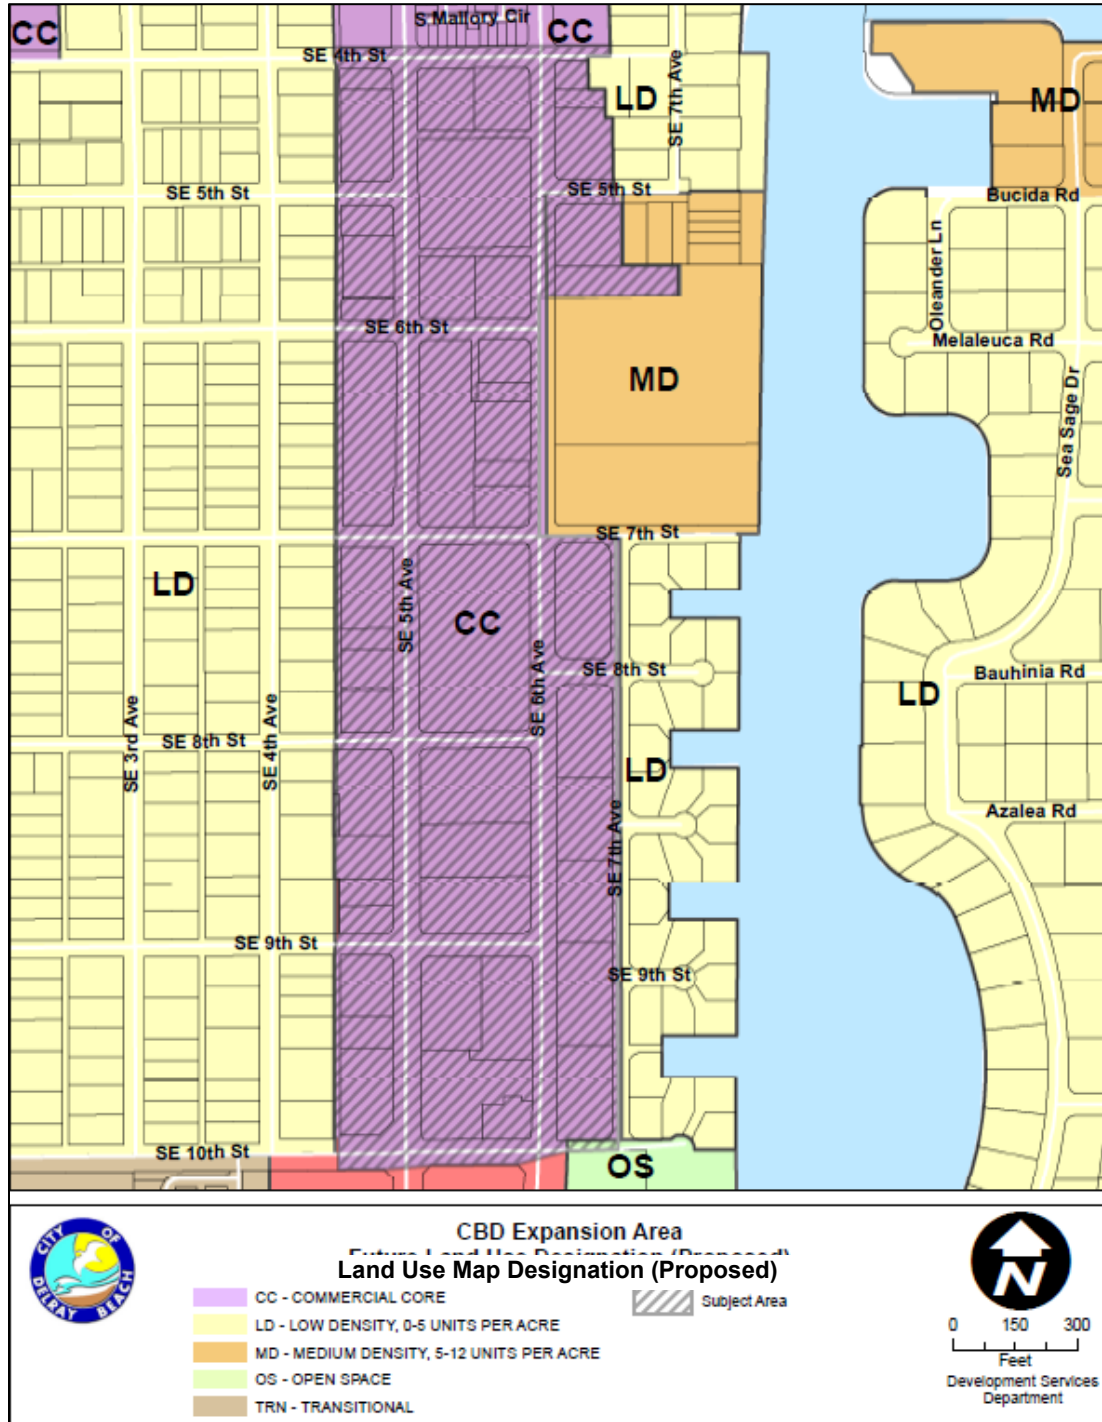 CC
S Mallory Cir
CC
SE 4th St
LD
SE 7th Ave
MD
SE 5th St
SE 5th St
Bucida Rd
Oleander Ln
SE 6th St
Melaleuca Rd
MD
Sea Sage Dr
SE 7th St
LD
SE 5th Ave
CC
SE 6th Ave
SE 8th St
Bauhinia Rd
LD
SE 3rd Ave
SE 4th Ave
SE 8th St
LD
Azalea Rd
SE 7th Ave
SE 9th St
SE 9th St
SE 10th St
OS
CITY OF
DELRAY BEACH
CBD Expansion Area
Future Land Use Designation (Proposed)
Land Use Map Designation (Proposed)
CC - COMMERCIAL CORE
Subject Area
LD - LOW DENSITY, 0-5 UNITS PER ACRE
MD - MEDIUM DENSITY, 5-12 UNITS PER ACRE
OS - OPEN SPACE
TRN - TRANSITIONAL
N
0 150 300
Feet
Development Services
Department